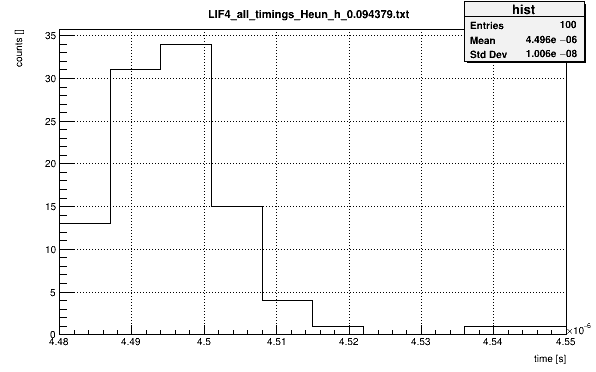 LIF4_all_timings_Heun_h_0.094379.txt
hist
Entries 100
Mean 4.496e −06
Std Dev 1.006e −08
counts []
35
30
25
20
15
10
5
0
4.48 4.49 4.5 4.51 4.52 4.53 4.54 4.55
×10⁻⁶
time [s]